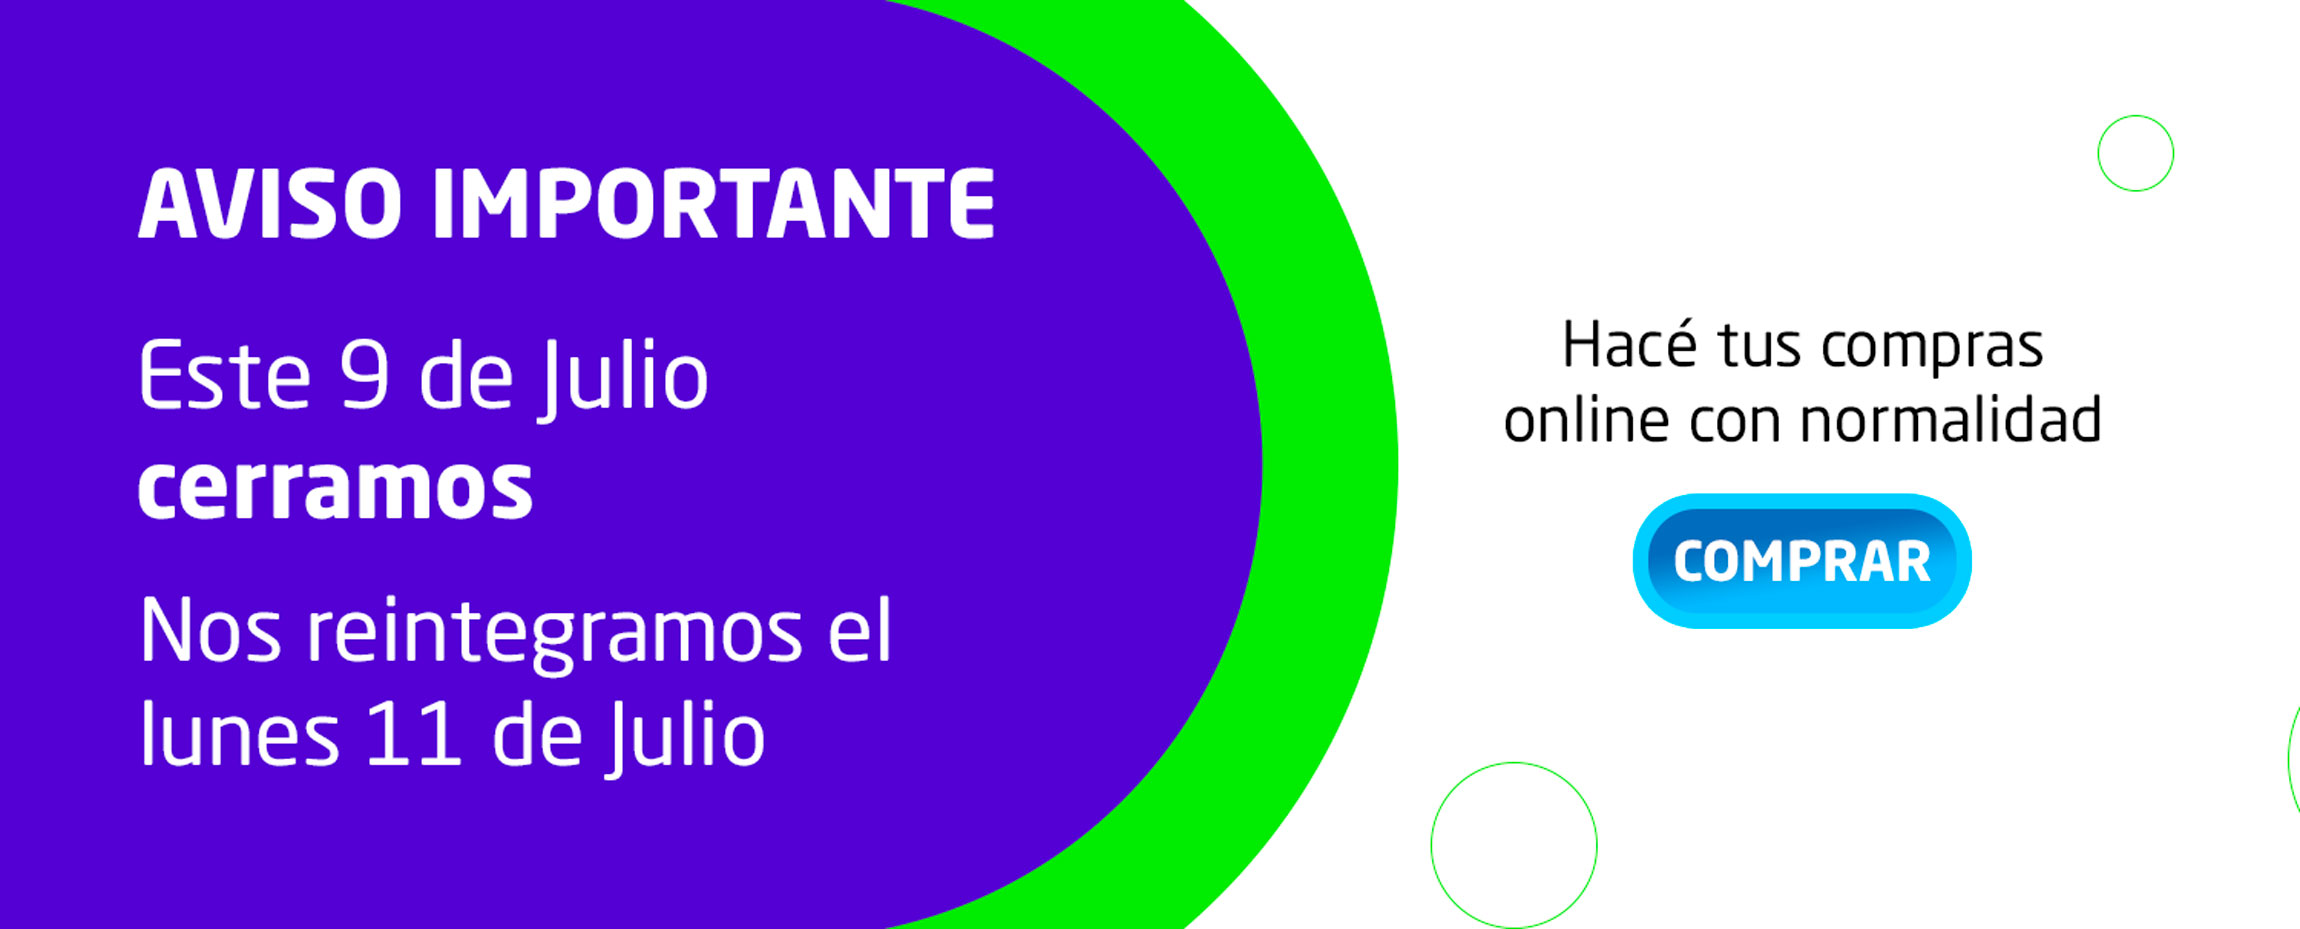 AVISO IMPORTANTE
Este 9 de Julio
cerramos
Nos reintegramos el
lunes 11 de Julio
Hacé tus compras
online con normalidad
COMPRAR